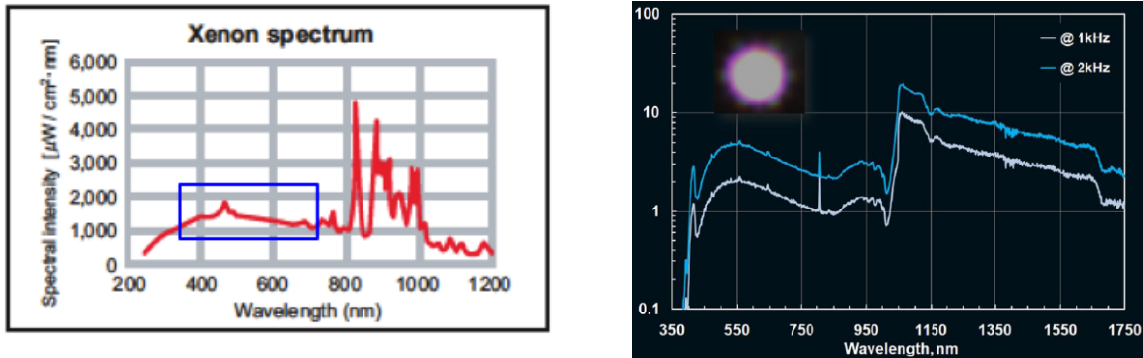 Xenon spectrum
Spectral intensity [µW / cm²·nm]
6,000
5,000
4,000
3,000
2,000
1,000
0
200 400 600 800 1000 1200
Wavelength (nm)
100
10
1
0.1
@ 1kHz
@ 2kHz
350 550 750 950 1150 1350 1550 1750
Wavelength,nm